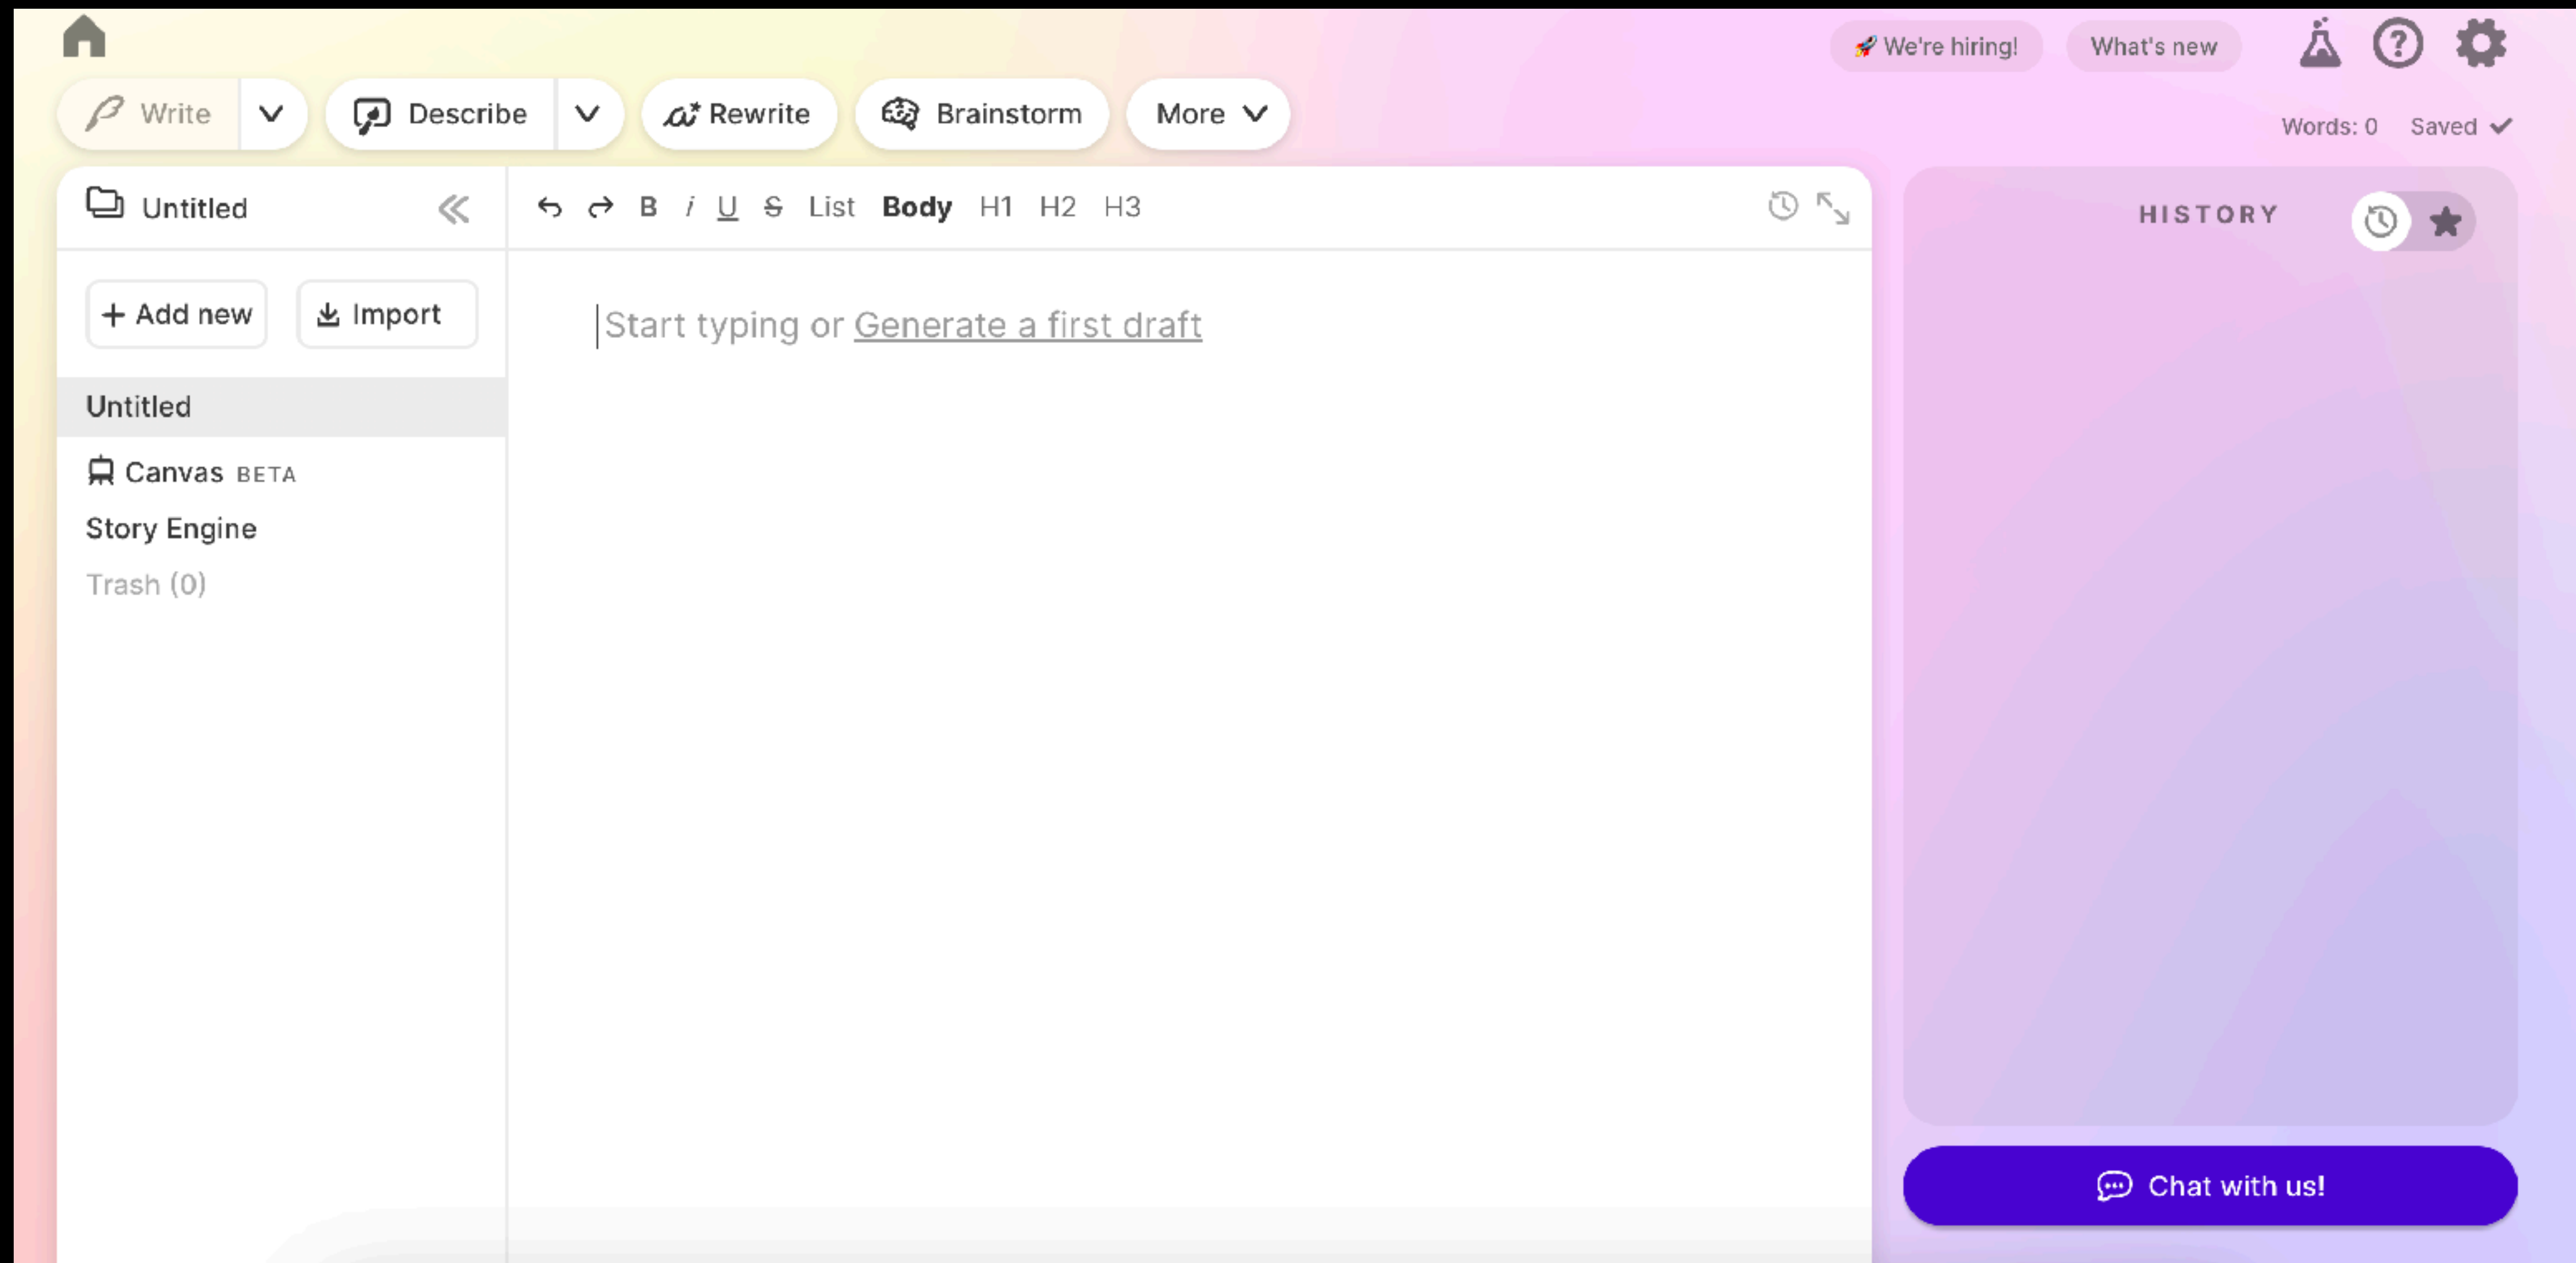 🚀 We're hiring!
What's new
Write
Describe
Rewrite
Brainstorm
More
Words: 0
Saved
Untitled
B i U S List Body H1 H2 H3
HISTORY
+ Add new
Import
Start typing or Generate a first draft
Untitled
Canvas BETA
Story Engine
Trash (0)
Chat with us!